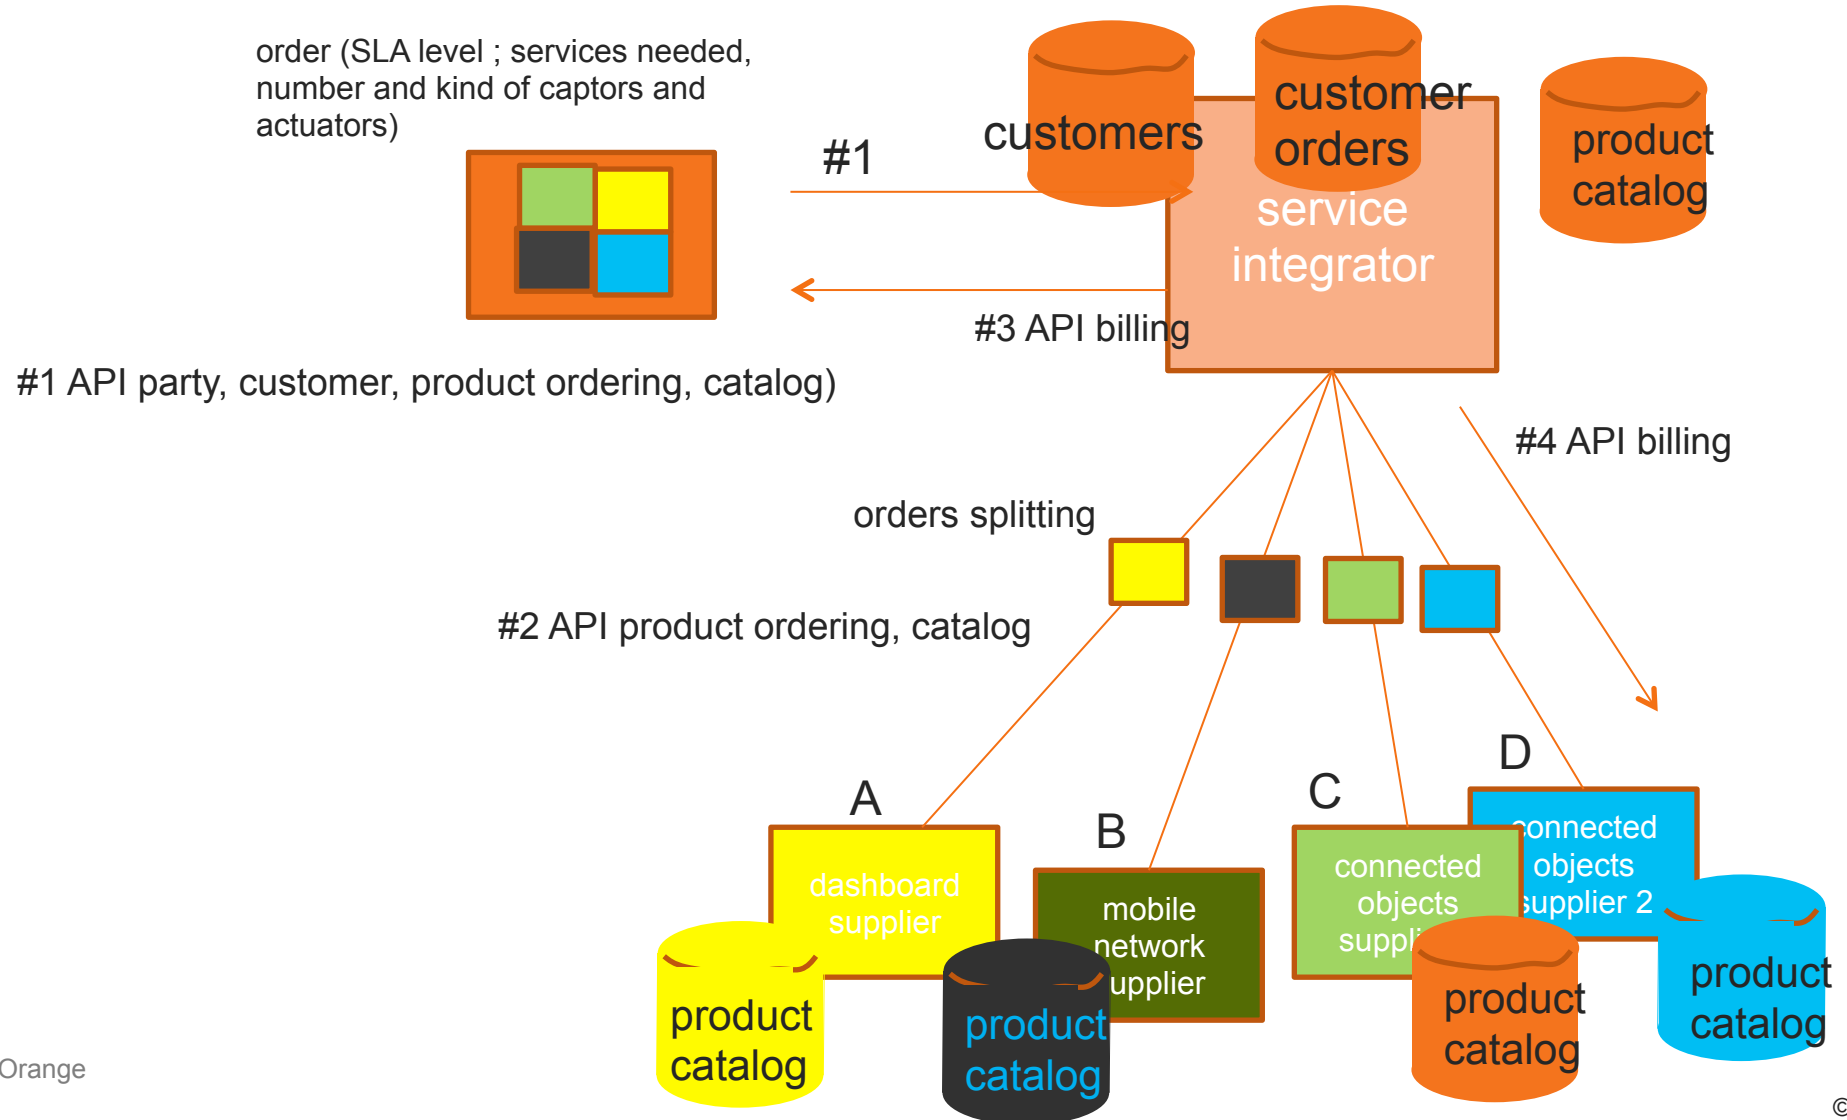 order (SLA level ; services needed,
number and kind of captors and
actuators)
#1
customers
customer
orders
product
catalog
service
integrator
#3 API billing
#1 API party, customer, product ordering, catalog)
#4 API billing
orders splitting
#2 API product ordering, catalog
A
B
C
D
dashboard
supplier
mobile
network
supplier
connected
objects
connected
objects
supplier 2
product
catalog
product
catalog
product
catalog
product
catalog
Orange
©